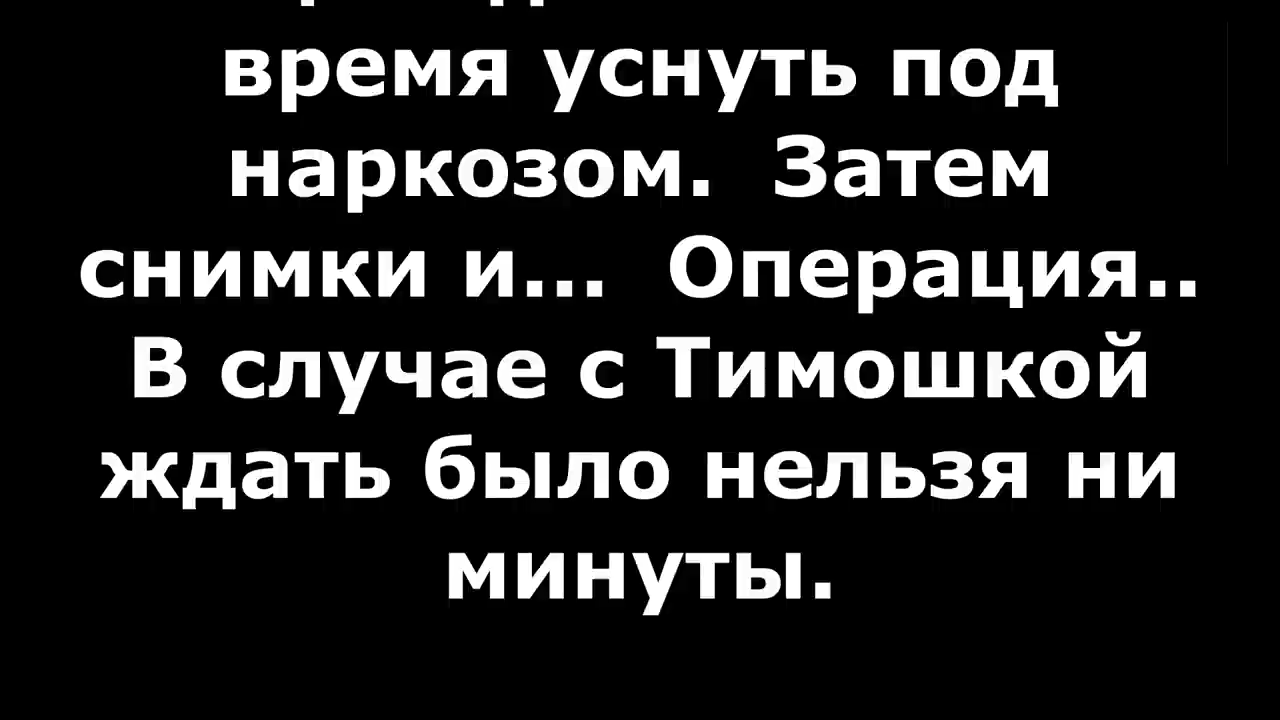 время уснуть под
наркозом.  Затем
снимки и...  Операция..
В случае с Тимошкой
ждать было нельзя ни
минуты.